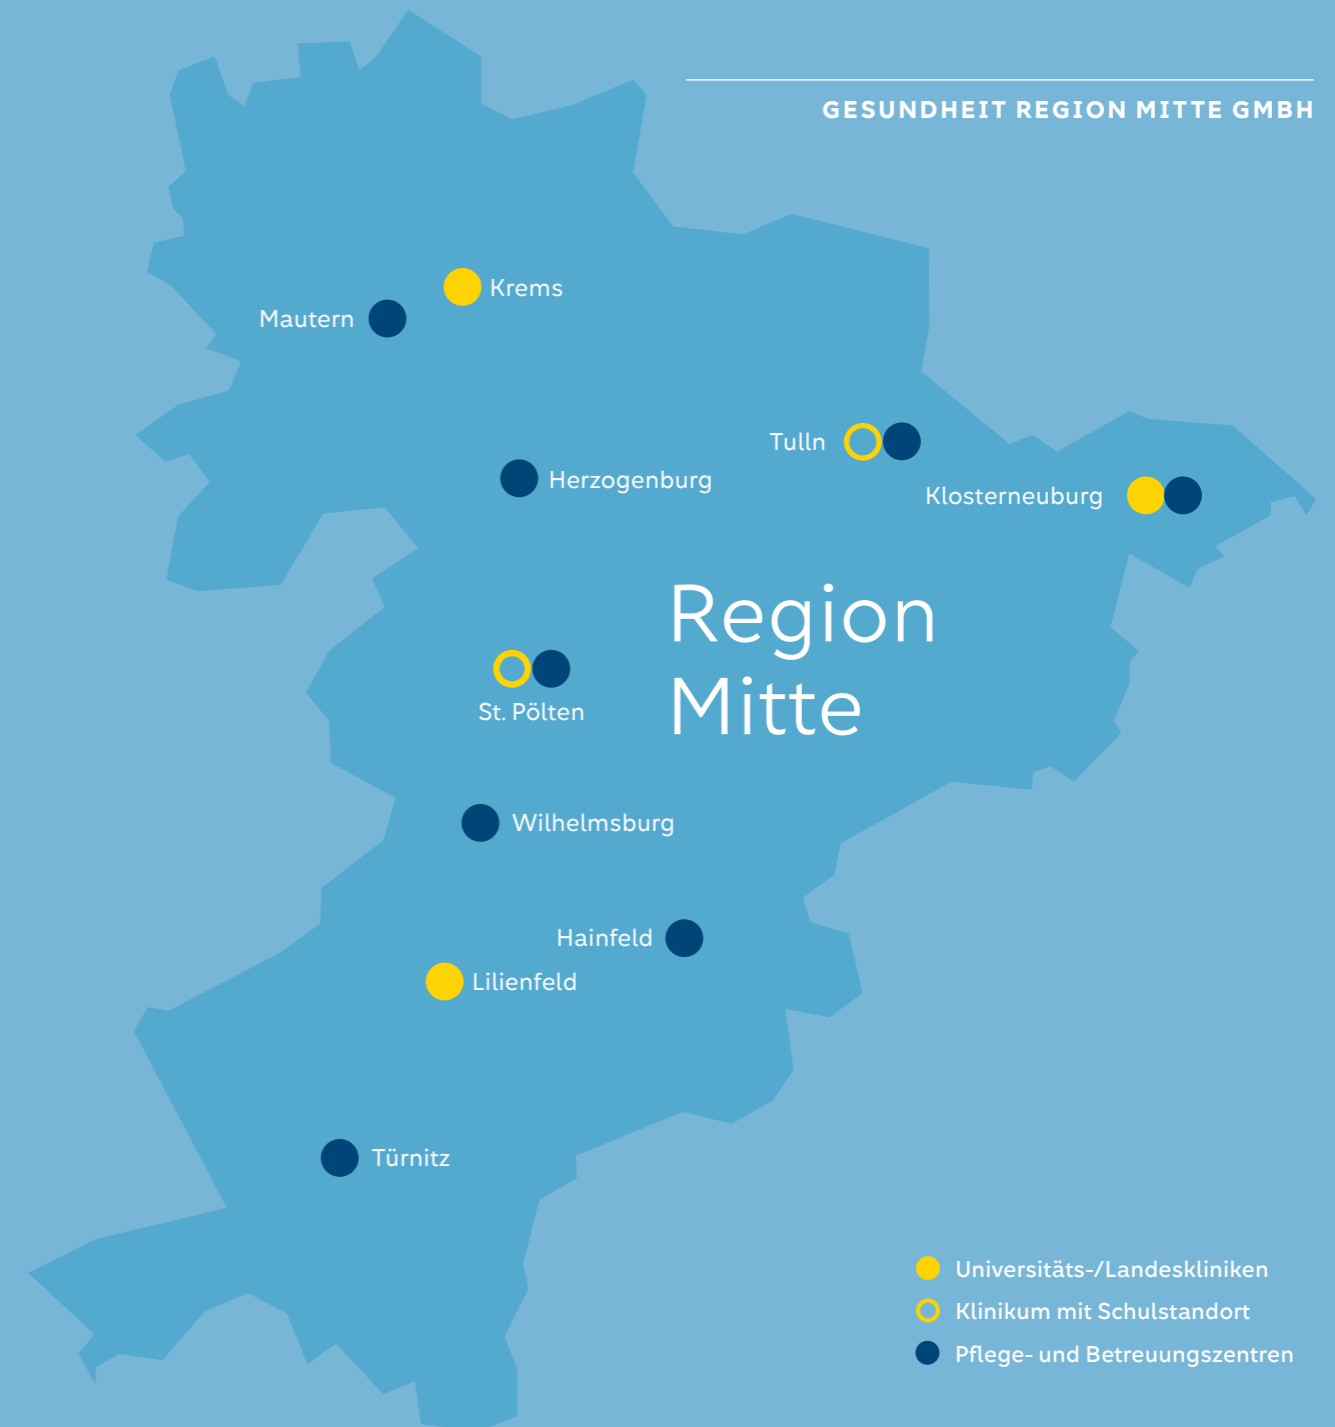 GESUNDHEIT REGION MITTE GMBH
Krems
Mautern
Tulln
Herzogenburg
Klosterneuburg
Region
Mitte
St. Pölten
Wilhelmsburg
Hainfeld
Lilienfeld
Türnitz
Universitäts-/Landeskliniken
Klinikum mit Schulstandort
Pflege- und Betreuungszentren